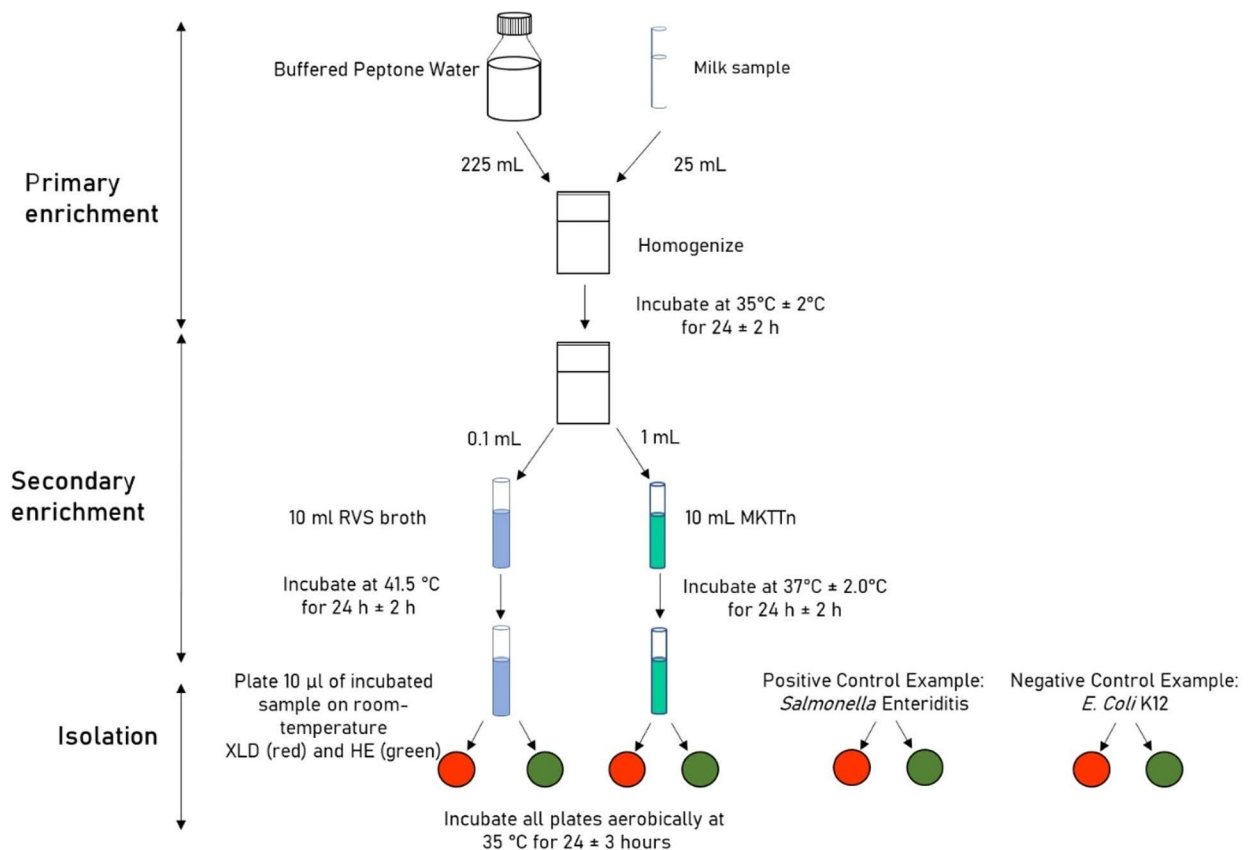 Buffered Peptone Water
Milk sample
225 mL
25 mL
Primary
enrichment
Homogenize
Incubate at 35°C ± 2°C
for 24 ± 2 h
0.1 mL
1 mL
Secondary
enrichment
10 ml RVS broth
10 mL MKTTn
Incubate at 41.5 °C
for 24 h ± 2 h
Incubate at 37°C ± 2.0°C
for 24 h ± 2 h
Isolation
Plate 10 µl of incubated
sample on room-
temperature
XLD (red) and HE (green)
Positive Control Example:
Salmonella Enteriditis
Negative Control Example:
E. Coli K12
Incubate all plates aerobically at
35 °C for 24 ± 3 hours